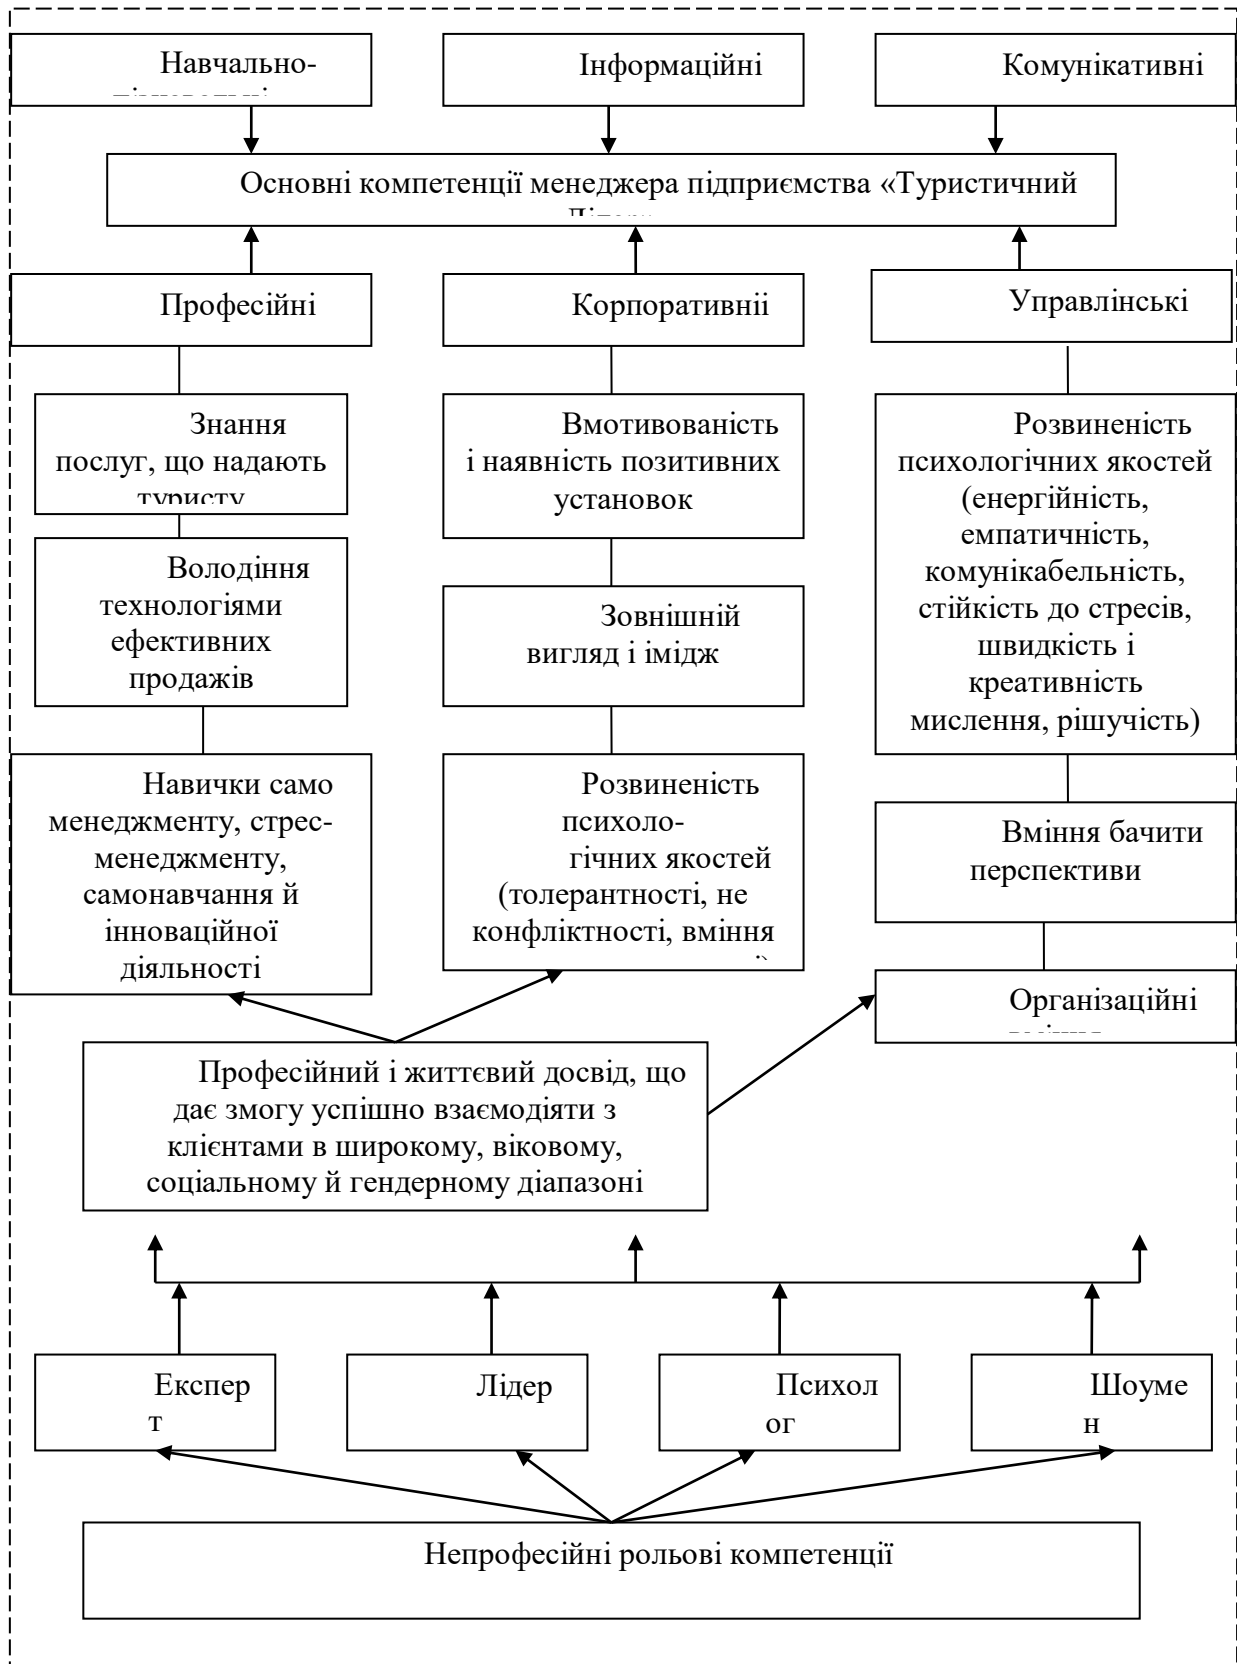 Навчально-
Інформаційні
Комунікативні
Основні компетенції менеджера підприємства «Туристичний
Професійні
Корпоративніі
Управлінські
Знання
послуг, що надають
туристу
Вмотивованість
і наявність позитивних
установок
Розвиненість
психологічних якостей
(енергійність,
емпатичність,
комунікабельність,
стійкість до стресів,
швидкість і
креативність
мислення, рішучість)
Володіння
технологіями
ефективних
продажів
Зовнішній
вигляд і імідж
Навички само
менеджменту, стрес-
менеджменту,
самонавчання й
інноваційної
діяльності
Розвиненість
психоло-
гічних якостей
(толерантності, не
конфліктності, вміння
Вміння бачити
перспективи
Організаційні
Професійний і життєвий досвід, що
дає змогу успішно взаємодіяти з
клієнтами в широкому, віковому,
соціальному й гендерному діапазоні
Експер
т
Лідер
Психол
ог
Шоуме
н
Непрофесійні рольові компетенції